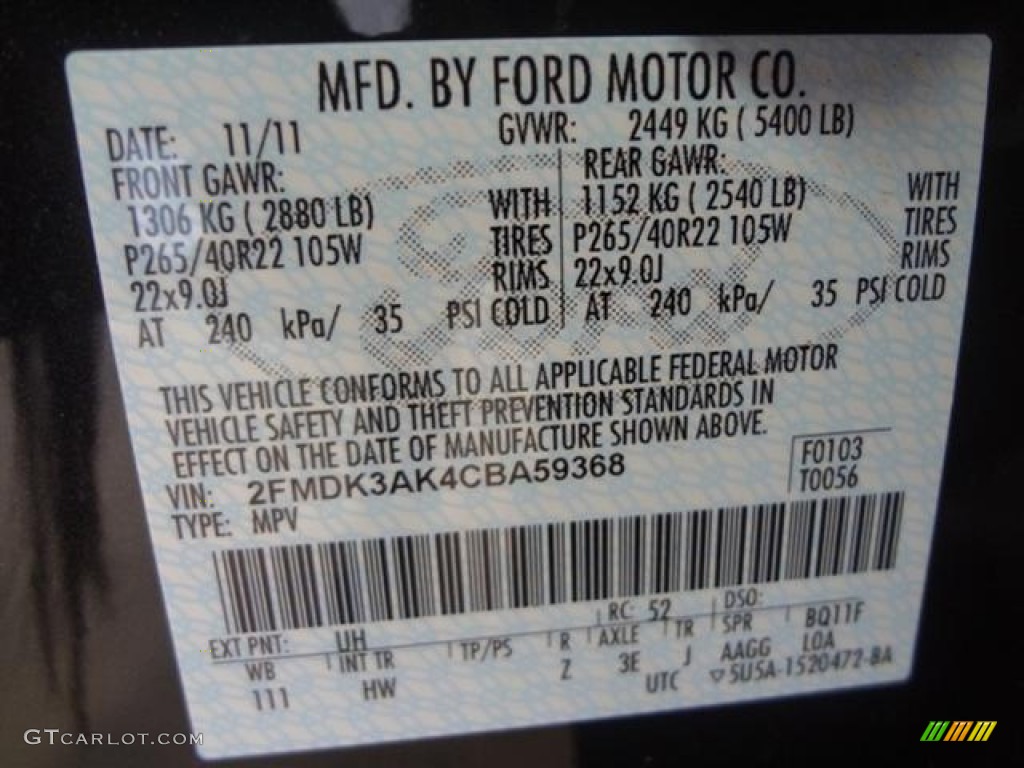 MFD. BY FORD MOTOR CO.
DATE: 11/11 GVWR: 2449 KG ( 5400 LB)
FRONT GAWR: REAR GAWR:
1306 KG ( 2880 LB) WITH 1152 KG ( 2540 LB) WITH
P265/40R22 105W TIRES P265/40R22 105W TIRES
22x9.0J RIMS 22x9.0J RIMS
AT 240 kPa/ 35 PSI COLD AT 240 kPa/ 35 PSI COLD
THIS VEHICLE CONFORMS TO ALL APPLICABLE FEDERAL MOTOR
VEHICLE SAFETY AND THEFT PREVENTION STANDARDS IN
EFFECT ON THE DATE OF MANUFACTURE SHOWN ABOVE.
VIN: 2FMDK3AK4CBA59368 F0103
TYPE: MPV T0056
EXT PNT: UH RC: 52 DSO:
WB INT TR TP/PS R AXLE TR SPR BQ11F
111 HW Z 3E J AAGG LOA
UTC ▽5U5A-1520472-BA
GTCARLOT.COM